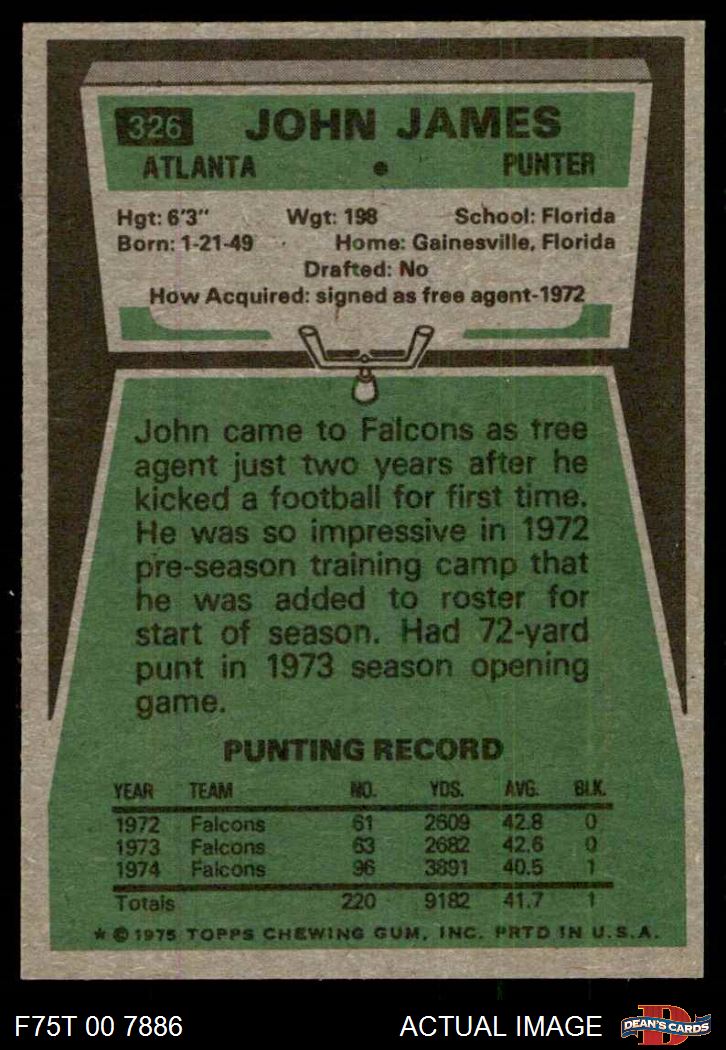 326 JOHN JAMES
ATLANTA • PUNTER
Hgt: 6'3" Wgt: 198 School: Florida
Born: 1-21-49 Home: Gainesville, Florida
Drafted: No
How Acquired: signed as free agent-1972
John came to Falcons as free
agent just two years after he
kicked a football for first time.
He was so impressive in 1972
pre-season training camp that
he was added to roster for
start of season. Had 72-yard
punt in 1973 season opening
game.
PUNTING RECORD
YEAR TEAM NO. YDS. AVG. BLK.
1972 Falcons 61 2609 42.8 0
1973 Falcons 63 2682 42.6 0
1974 Falcons 96 3891 40.5 1
Totals 220 9182 41.7 1
* © 1975 TOPPS CHEWING GUM, INC. PRTD IN U.S.A.
F75T 00 7886 ACTUAL IMAGE D DEAN'S CARDS